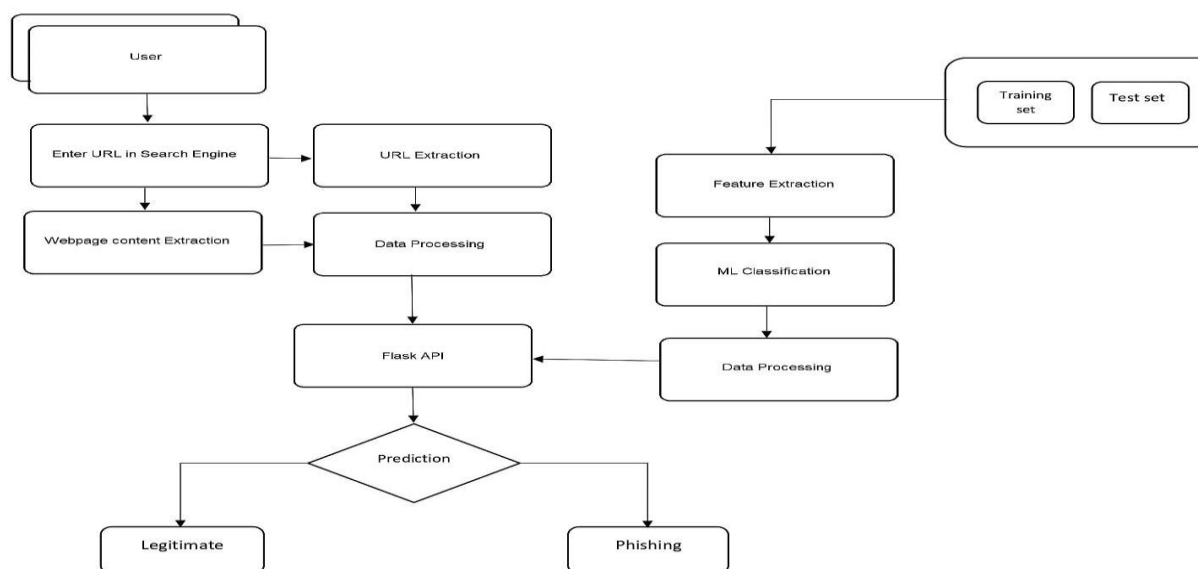 User
Enter URL in Search Engine
URL Extraction
Webpage content Extraction
Data Processing
Training
set
Test set
Feature Extraction
ML Classification
Data Processing
Flask API
Prediction
Legitimate
Phishing